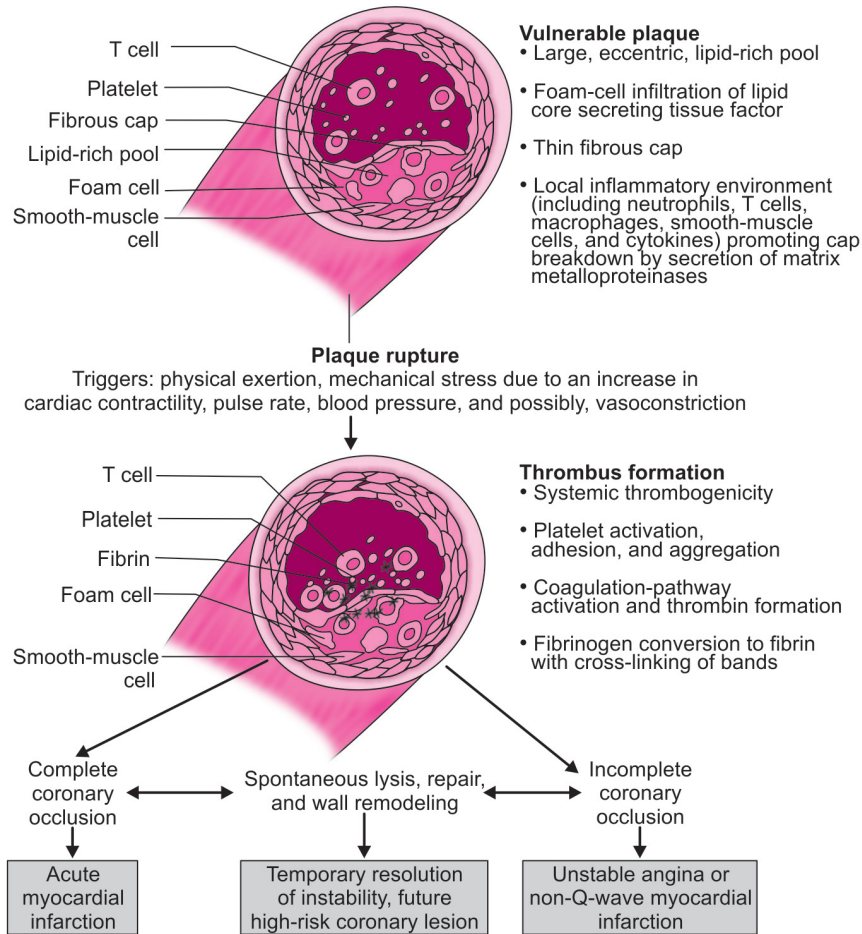 T cell
Platelet
Fibrous cap
Lipid-rich pool
Foam cell
Smooth-muscle
cell
Vulnerable plaque
• Large, eccentric, lipid-rich pool
• Foam-cell infiltration of lipid
core secreting tissue factor
• Thin fibrous cap
• Local inflammatory environment
(including neutrophils, T cells,
macrophages, smooth-muscle
cells, and cytokines) promoting cap
breakdown by secretion of matrix
metalloproteinases
Plaque rupture
Triggers: physical exertion, mechanical stress due to an increase in
cardiac contractility, pulse rate, blood pressure, and possibly, vasoconstriction
T cell
Platelet
Fibrin
Foam cell
Smooth-muscle
cell
Thrombus formation
• Systemic thrombogenicity
• Platelet activation,
adhesion, and aggregation
• Coagulation-pathway
activation and thrombin formation
• Fibrinogen conversion to fibrin
with cross-linking of bands
Complete
coronary
occlusion
Spontaneous lysis, repair,
and wall remodeling
Incomplete
coronary
occlusion
Acute
myocardial
infarction
Temporary resolution
of instability, future
high-risk coronary lesion
Unstable angina or
non-Q-wave myocardial
infarction